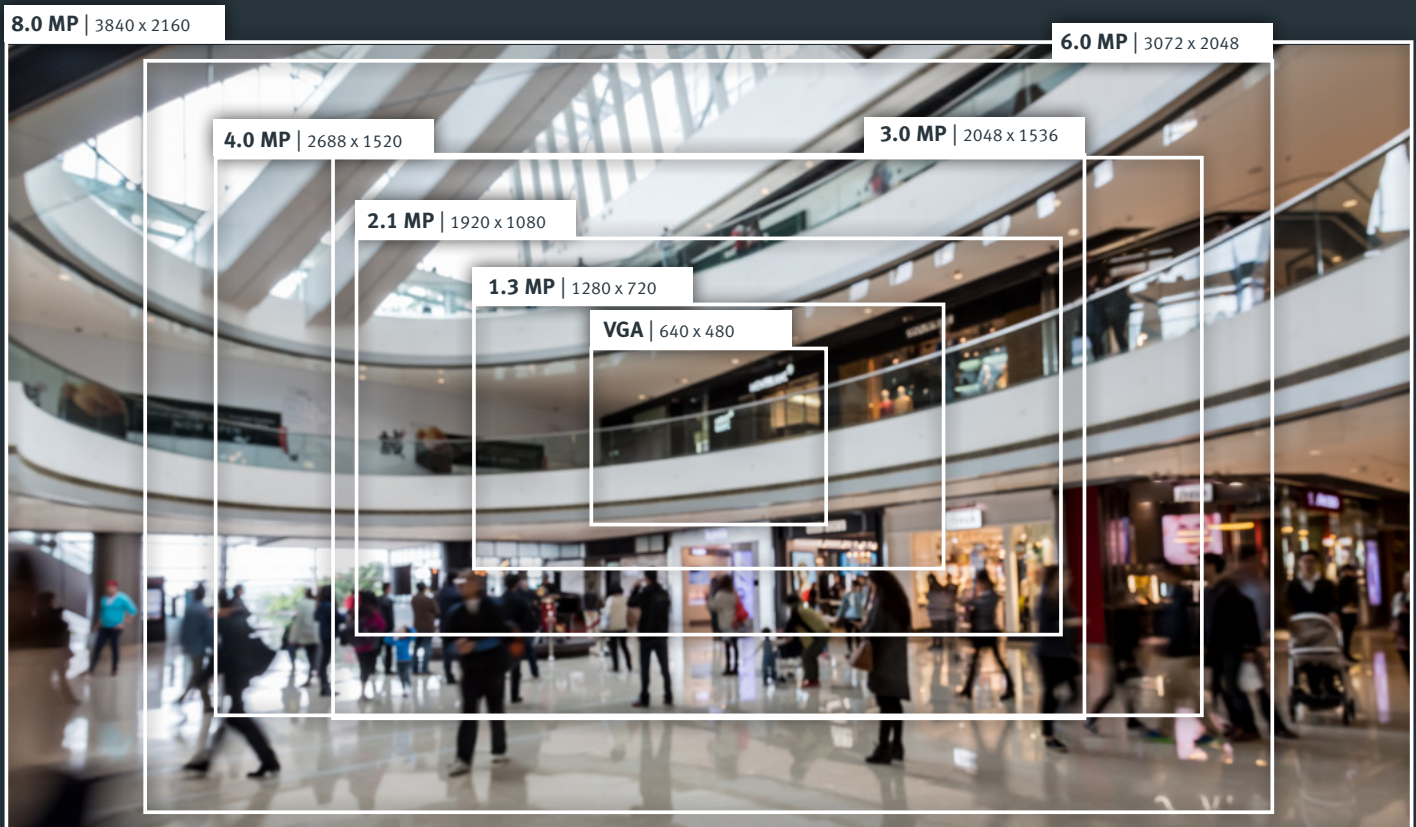 8.0 MP | 3840 x 2160
6.0 MP | 3072 x 2048
4.0 MP | 2688 x 1520
3.0 MP | 2048 x 1536
2.1 MP | 1920 x 1080
1.3 MP | 1280 x 720
VGA | 640 x 480